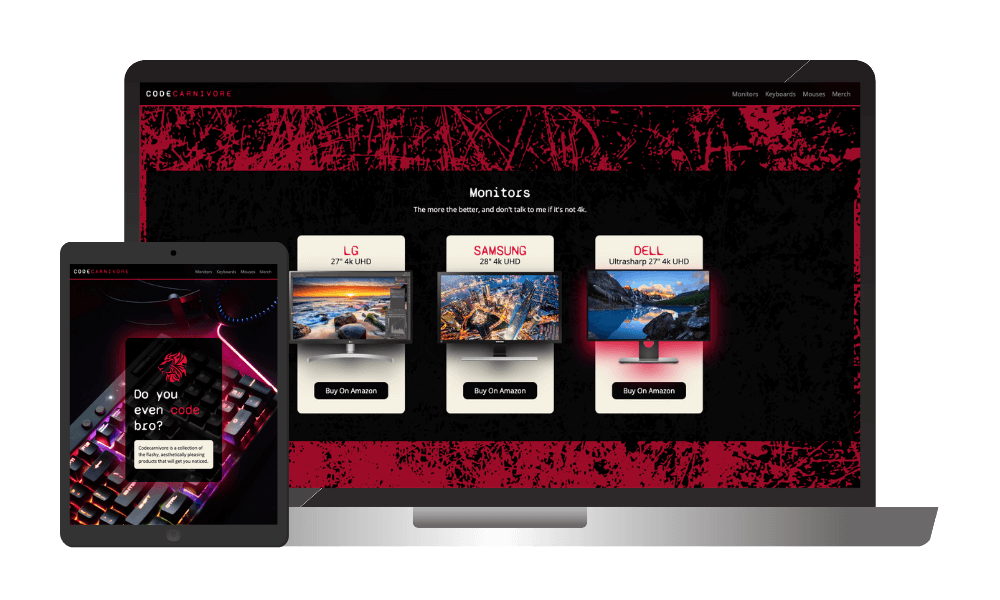 CODECARNIVORE
Monitors Keyboards Mouses Merch
Monitors
The more the better, and don't talk to me if it's not 4k.
LG
27" 4k UHD
SAMSUNG
28" 4k UHD
DELL
Ultrasharp 27" 4k UHD
Buy On Amazon
Buy On Amazon
Buy On Amazon
CODECARNIVORE
Monitors Keyboards Mouses Merch
Do you
even code
bro?
Codecarnivore is a collection of
the flashy, aesthetically pleasing
products that will get you noticed.